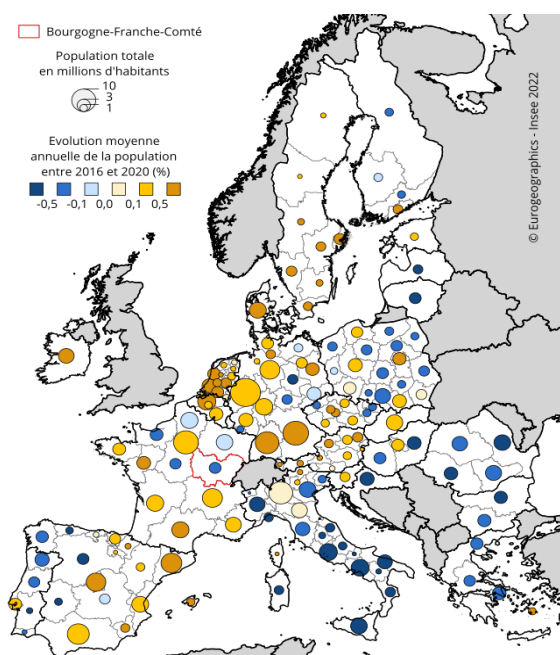 Bourgogne-Franche-Comté
Population totale
en millions d'habitants
10
3
1
Evolution moyenne
annuelle de la population
entre 2016 et 2020 (%)
-0,5 -0,1 0,0 0,1 0,5
© Eurogeographics - Insee 2022